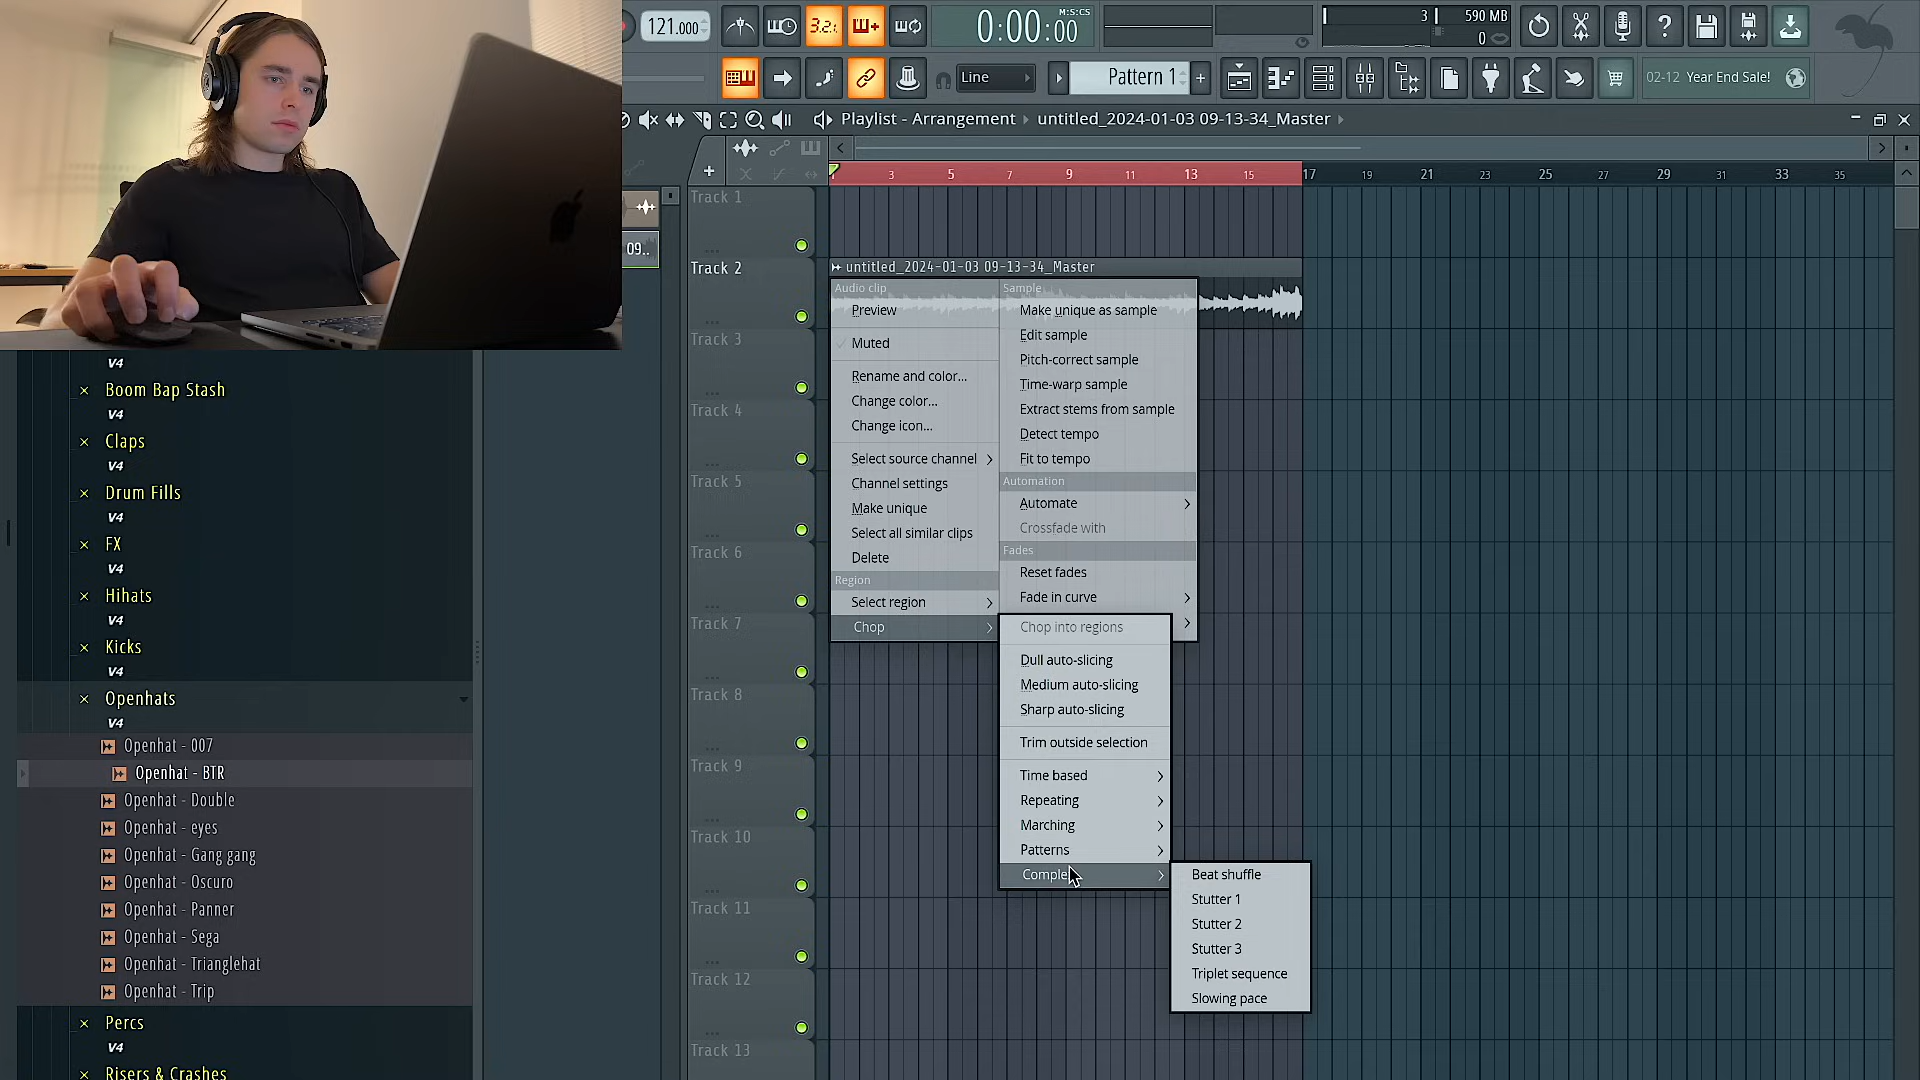 121.000
3.2.
0:00:00
M:S:CS
3
590 MB
0
Line
Pattern 1
+
02-12 Year End Sale!
Playlist - Arrangement › untitled_2024-01-03 09-13-34_Master ›
3 5 7 9 11 13 15 17 19 21 23 25 27 29 31 33 35
09..
Track 1
Track 2
Track 3
Track 4
Track 5
Track 6
Track 7
Track 8
Track 9
Track 10
Track 11
Track 12
Track 13
untitled_2024-01-03 09-13-34_Master
Audio clip
Preview
Muted
Rename and color...
Change color...
Change icon...
Select source channel
Channel settings
Make unique
Select all similar clips
Delete
Region
Select region
Chop
Sample
Make unique as sample
Edit sample
Pitch-correct sample
Time-warp sample
Extract stems from sample
Detect tempo
Fit to tempo
Automation
Automate
Crossfade with
Fades
Reset fades
Fade in curve
Chop into regions
Dull auto-slicing
Medium auto-slicing
Sharp auto-slicing
Trim outside selection
Time based
Repeating
Marching
Patterns
Comple
Beat shuffle
Stutter 1
Stutter 2
Stutter 3
Triplet sequence
Slowing pace
V4
Boom Bap Stash
V4
Claps
V4
Drum Fills
V4
FX
V4
Hihats
V4
Kicks
V4
Openhats
V4
Openhat - 007
Openhat - BTR
Openhat - Double
Openhat - eyes
Openhat - Gang gang
Openhat - Oscuro
Openhat - Panner
Openhat - Sega
Openhat - Trianglehat
Openhat - Trip
Percs
V4
Risers & Crashes